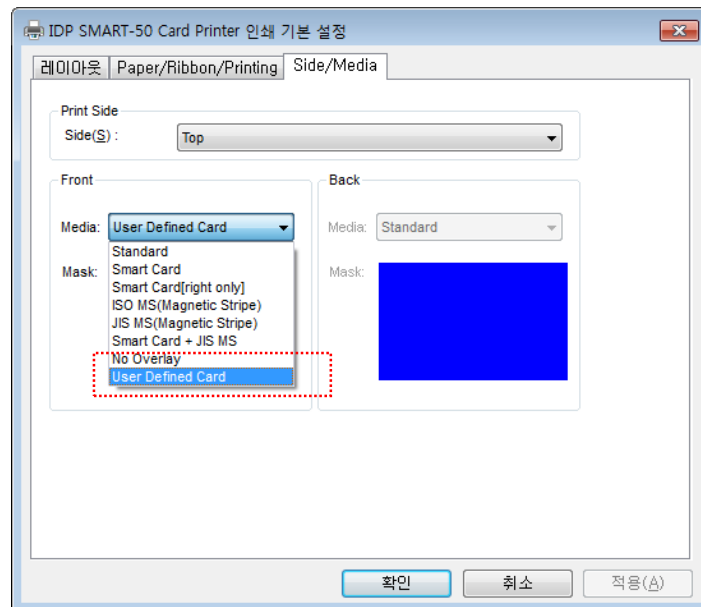 IDP SMART-50 Card Printer 인쇄 기본 설정
레이아웃 Paper/Ribbon/Printing Side/Media
Print Side
Side(S) : Top
Front
Media: User Defined Card
Standard
Smart Card
Mask:
Smart Card[right only]
ISO MS(Magnetic Stripe)
JIS MS(Magnetic Stripe)
Smart Card + JIS MS
No Overlay
User Defined Card
Back
Media: Standard
Mask:
확인 취소 적용(A)